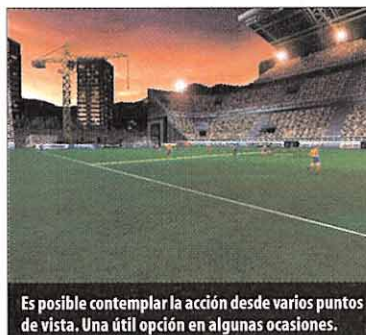 Es posible contemplar la acción desde varios puntos
de vista. Una útil opción en algunas ocasiones.